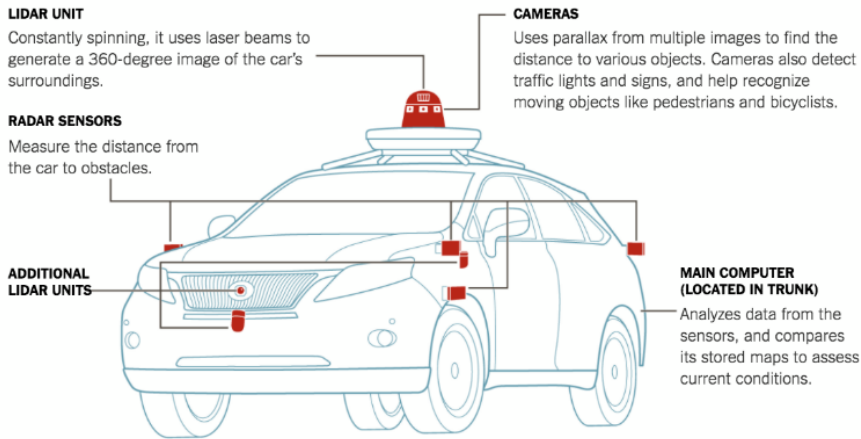 LIDAR UNIT
Constantly spinning, it uses laser beams to
generate a 360-degree image of the car's
surroundings.
CAMERAS
Uses parallax from multiple images to find the
distance to various objects. Cameras also detect
traffic lights and signs, and help recognize
moving objects like pedestrians and bicyclists.
RADAR SENSORS
Measure the distance from
the car to obstacles.
ADDITIONAL
LIDAR UNITS
MAIN COMPUTER
(LOCATED IN TRUNK)
Analyzes data from the
sensors, and compares
its stored maps to assess
current conditions.